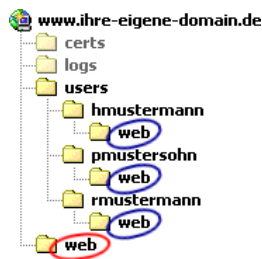 www.ihre-eigene-domain.de
certs
logs
users
hmustermann
web
pmustersohn
web
rmustermann
web
web